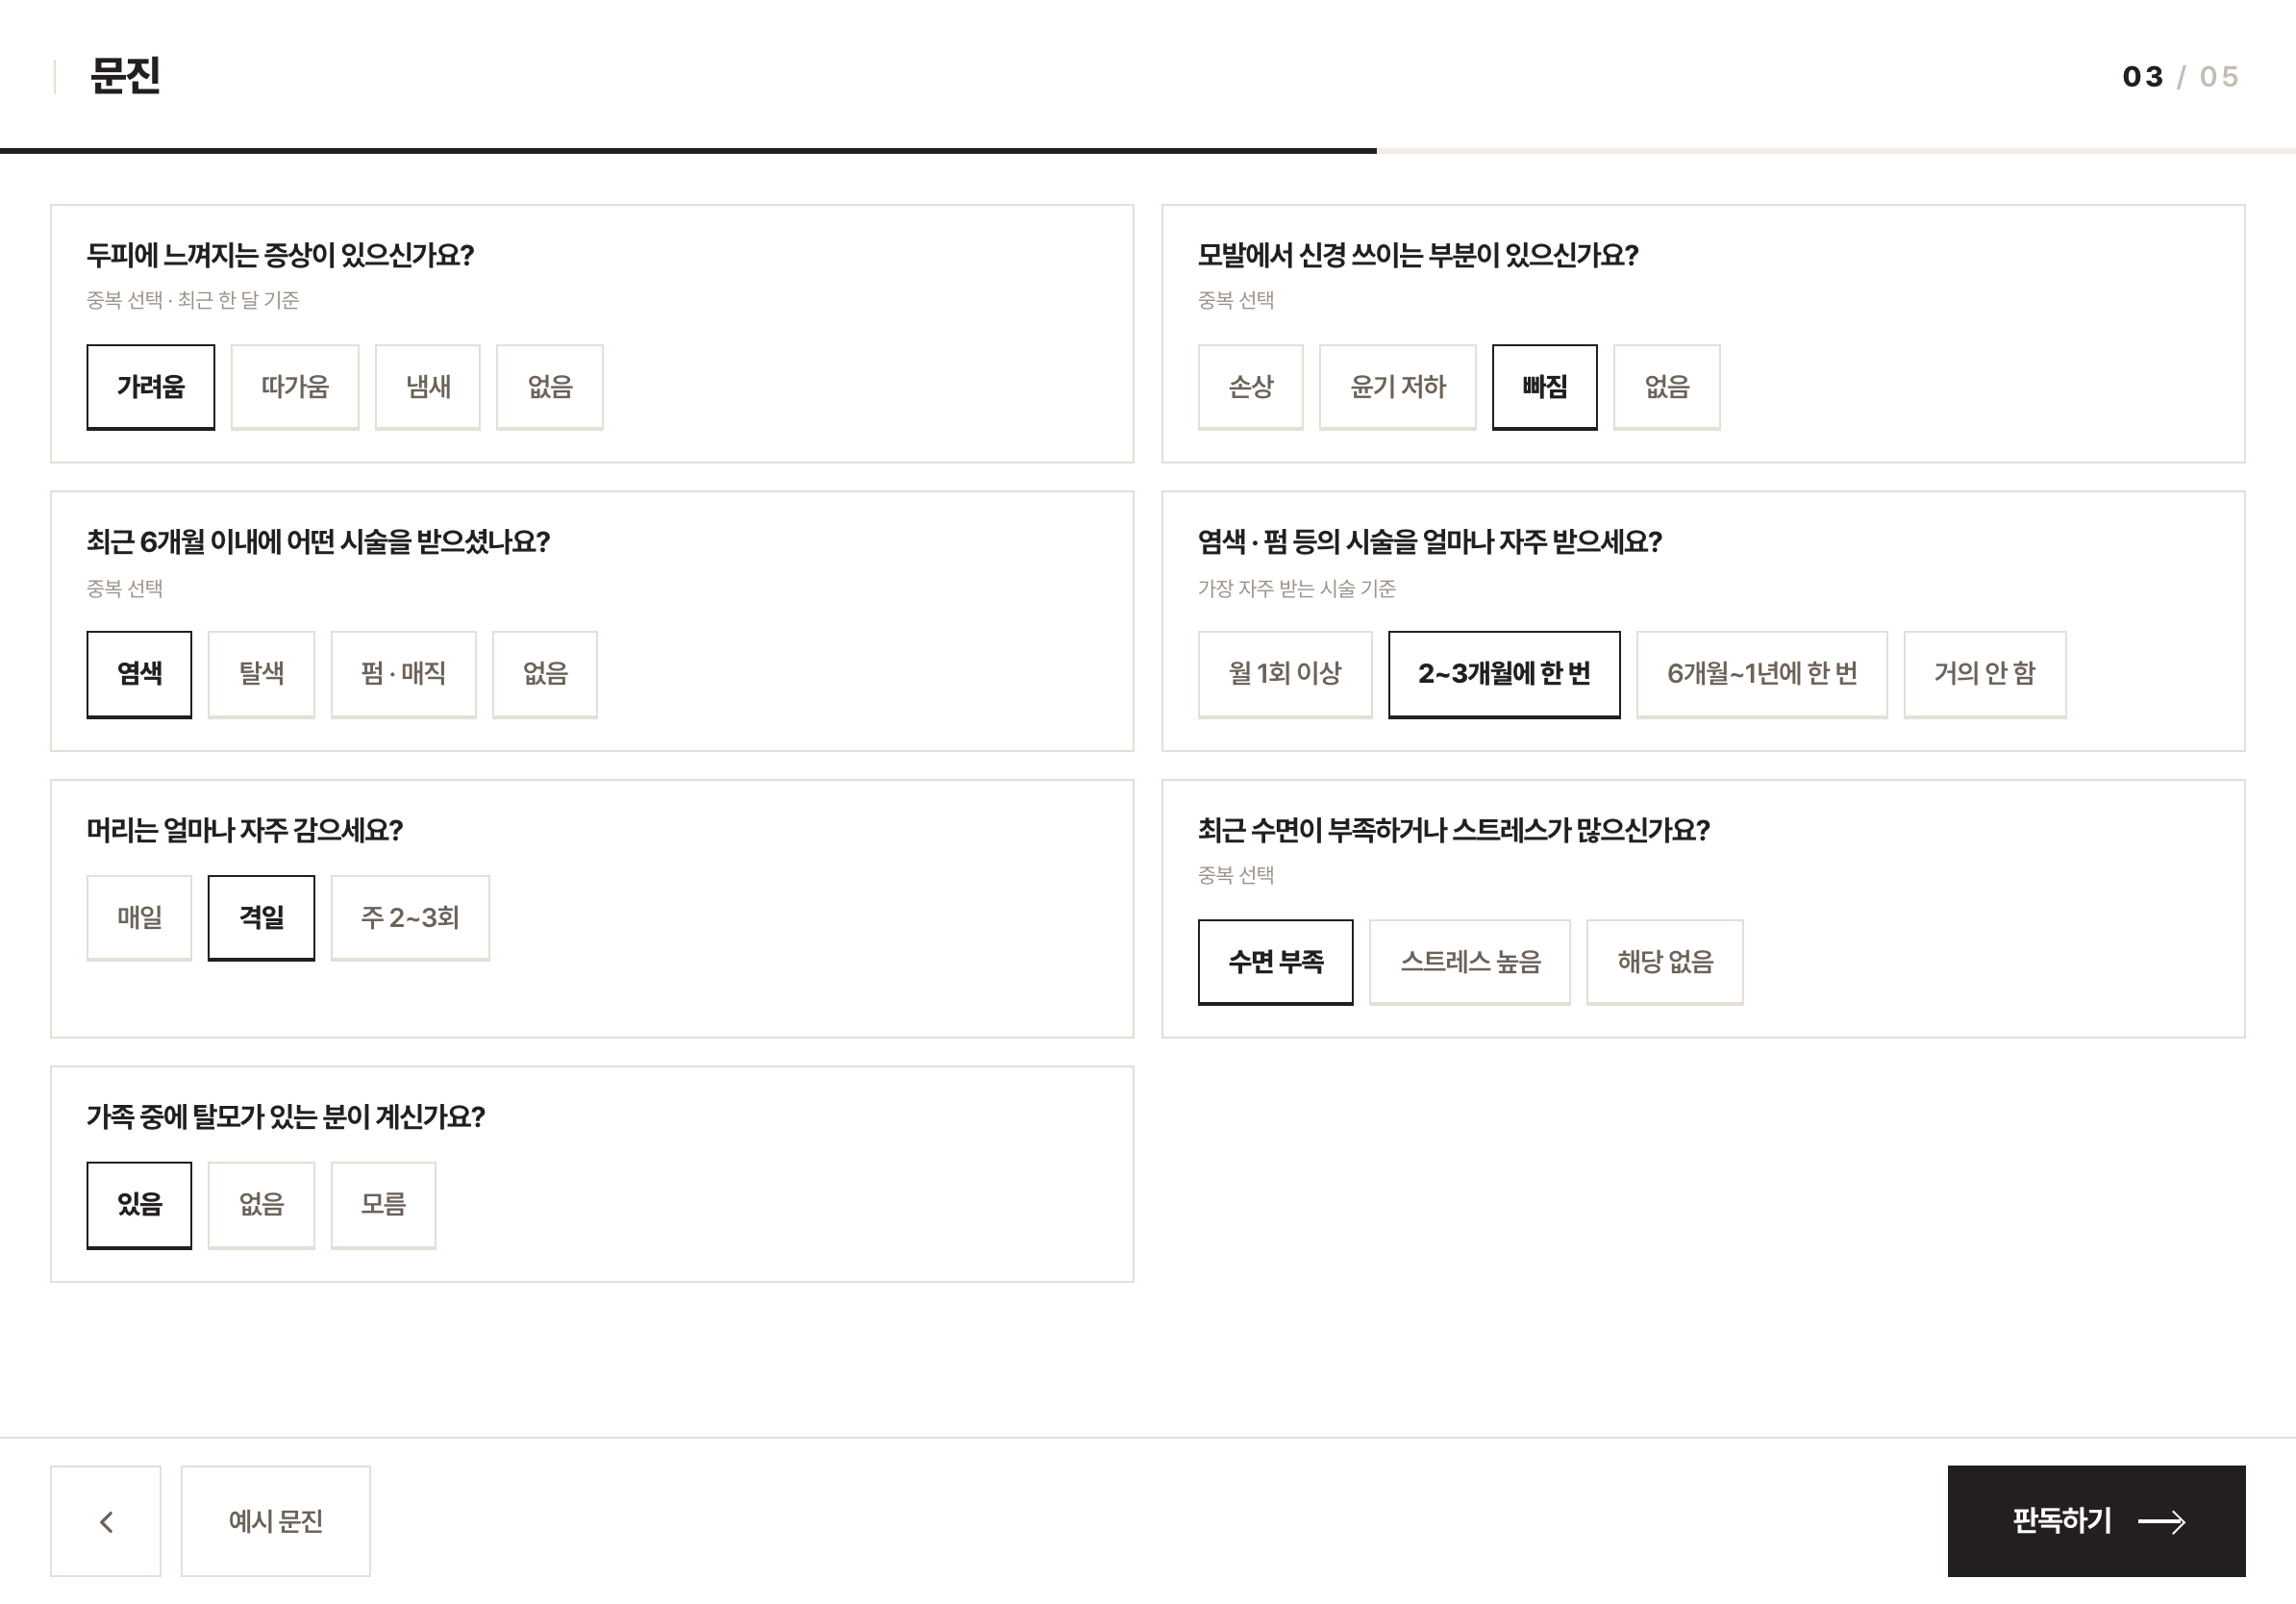 문진
03 / 05
두피에 느껴지는 증상이 있으신가요?
중복 선택 · 최근 한 달 기준
가려움 따가움 냄새 없음
모발에서 신경 쓰이는 부분이 있으신가요?
중복 선택
손상 윤기 저하 빠짐 없음
최근 6개월 이내에 어떤 시술을 받으셨나요?
중복 선택
염색 탈색 펌 · 매직 없음
염색 · 펌 등의 시술을 얼마나 자주 받으세요?
가장 자주 받는 시술 기준
월 1회 이상 2~3개월에 한 번 6개월~1년에 한 번 거의 안 함
머리는 얼마나 자주 감으세요?
매일 격일 주 2~3회
최근 수면이 부족하거나 스트레스가 많으신가요?
중복 선택
수면 부족 스트레스 높음 해당 없음
가족 중에 탈모가 있는 분이 계신가요?
있음 없음 모름
예시 문진
판독하기